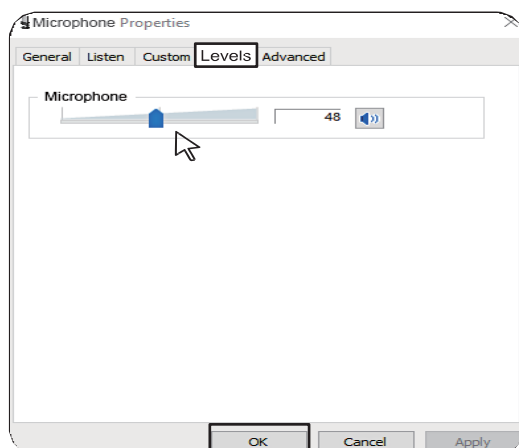 Microphone Properties
General Listen Custom Levels Advanced
Microphone
48
OK Cancel Apply